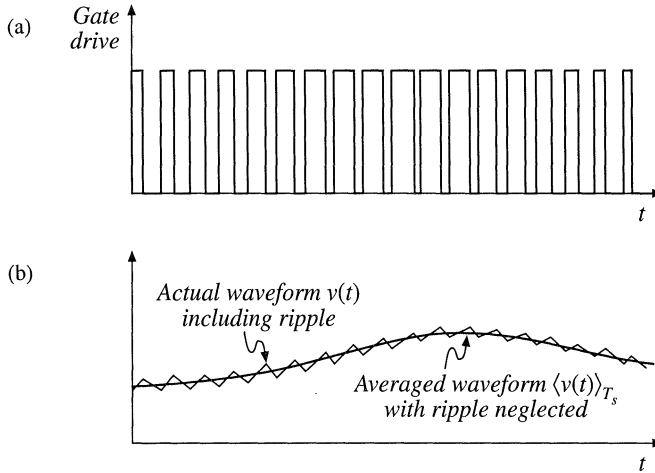 (a)
Gate
drive
t
(b)
Actual waveform v(t)
including ripple
Averaged waveform ⟨v(t)⟩Ts
with ripple neglected
t